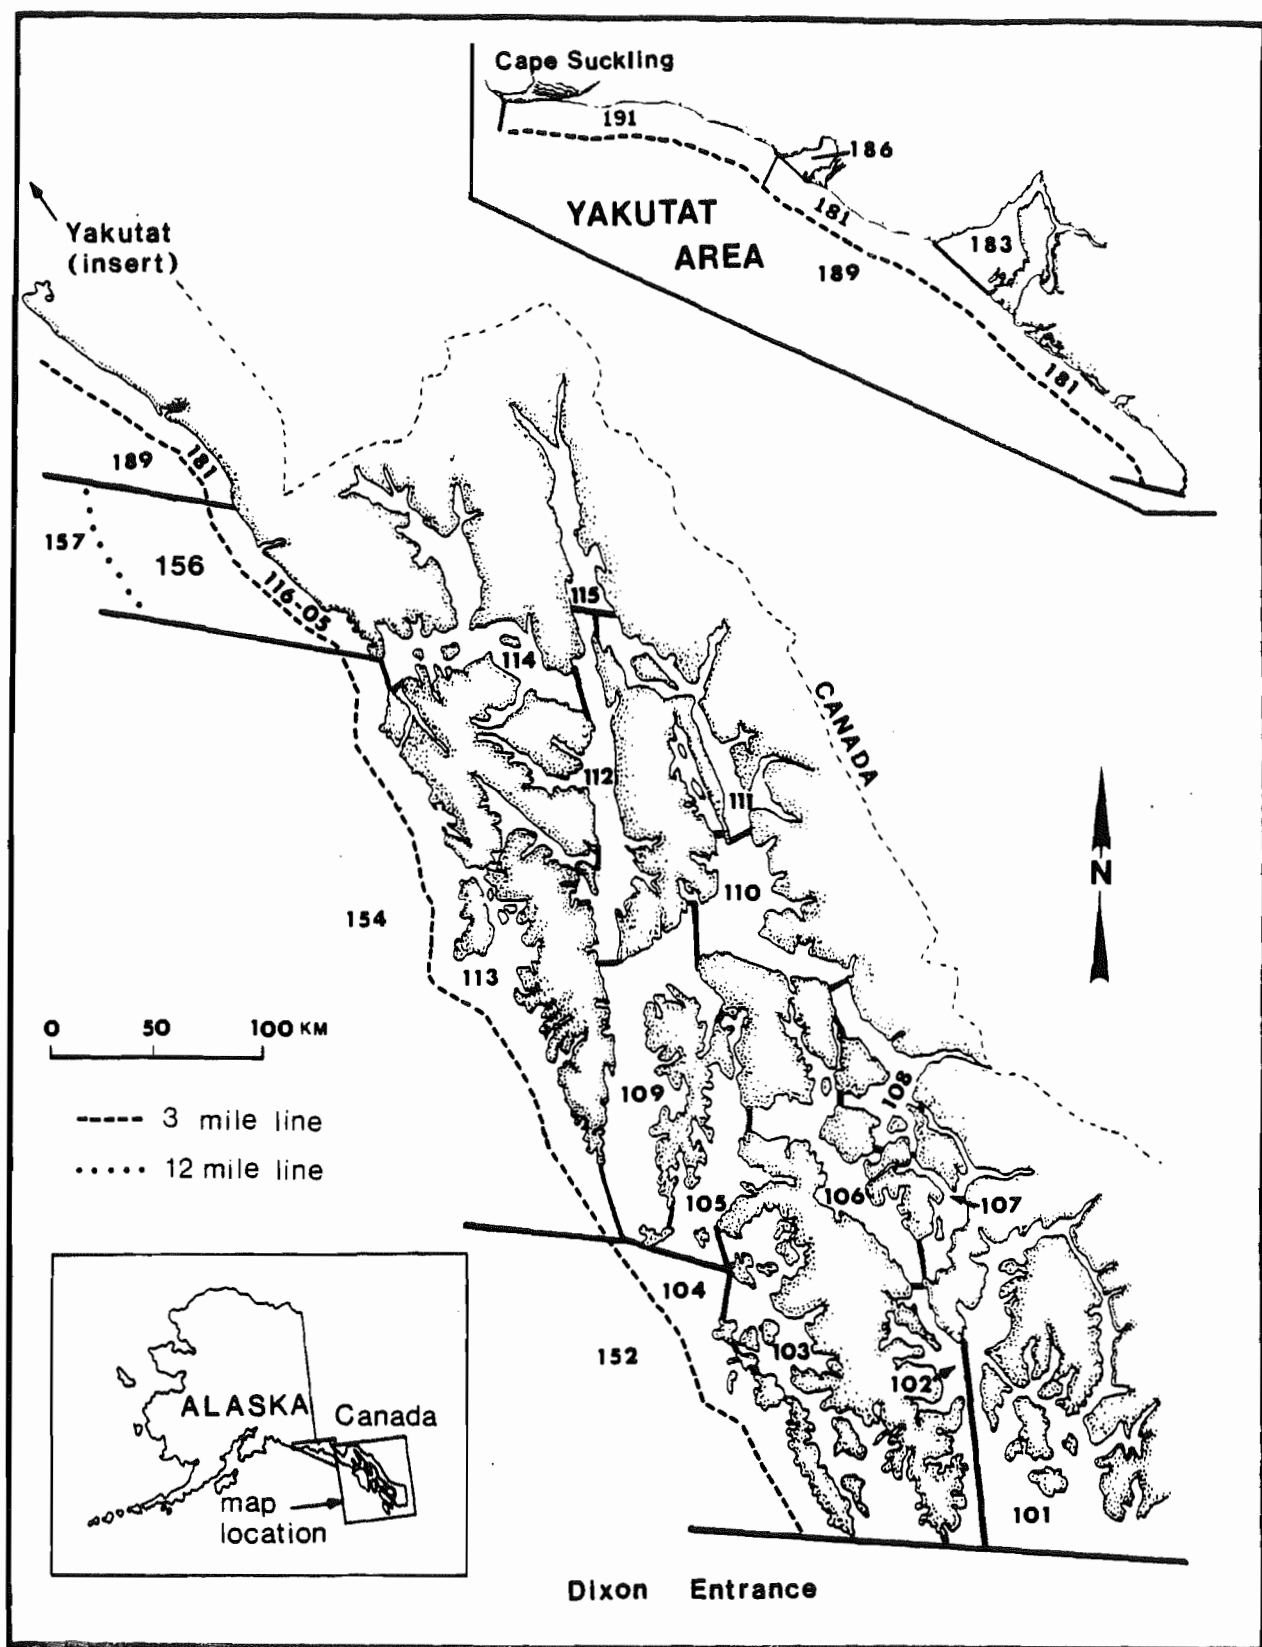 Cape Suckling
191
186
181
YAKUTAT
AREA
183
189
181
Yakutat
(insert)
189
181
157
156
116-05
115
114
CANADA
112
111
110
N
154
113
0 50 100 KM
109
108
3 mile line
12 mile line
105
106
107
104
152
103
102
101
ALASKA
Canada
map
location
Dixon Entrance